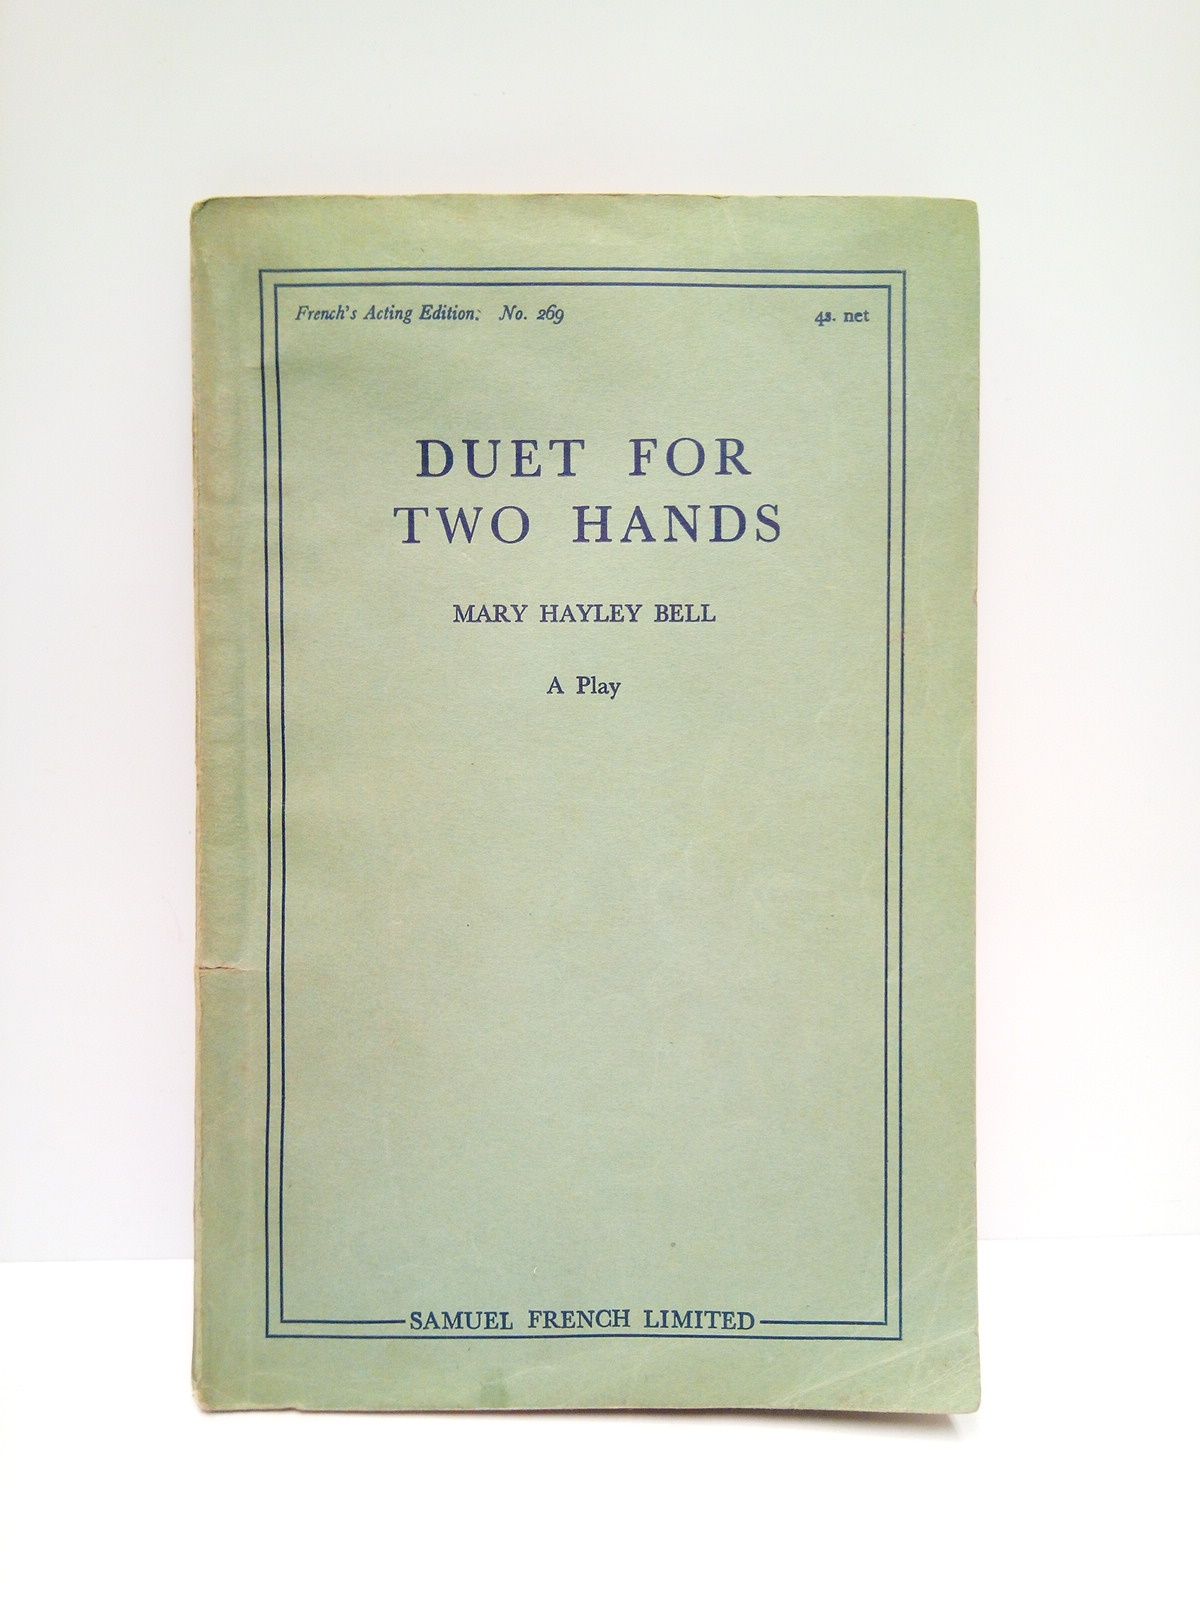 French's Acting Edition: No. 269 4s. net
DUET FOR
TWO HANDS
MARY HAYLEY BELL
A Play
SAMUEL FRENCH LIMITED